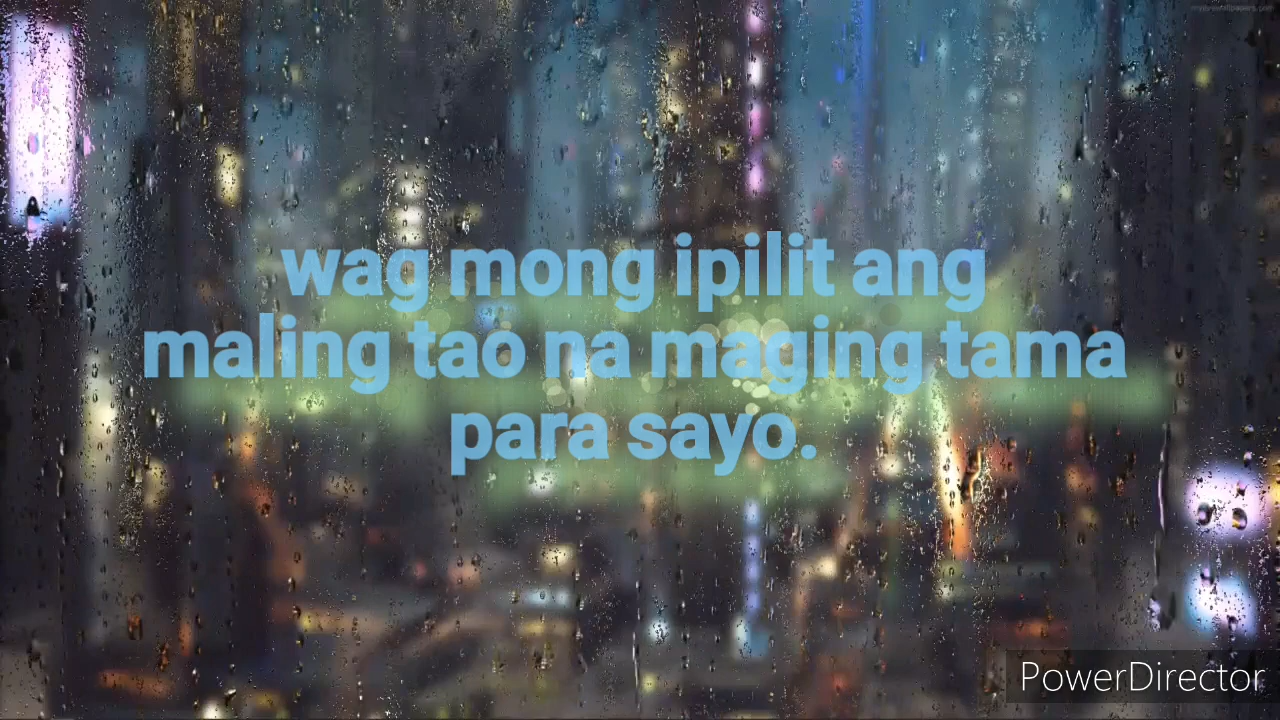 wag mong ipilit ang
maling tao na maging tama
para sayo.
PowerDirector